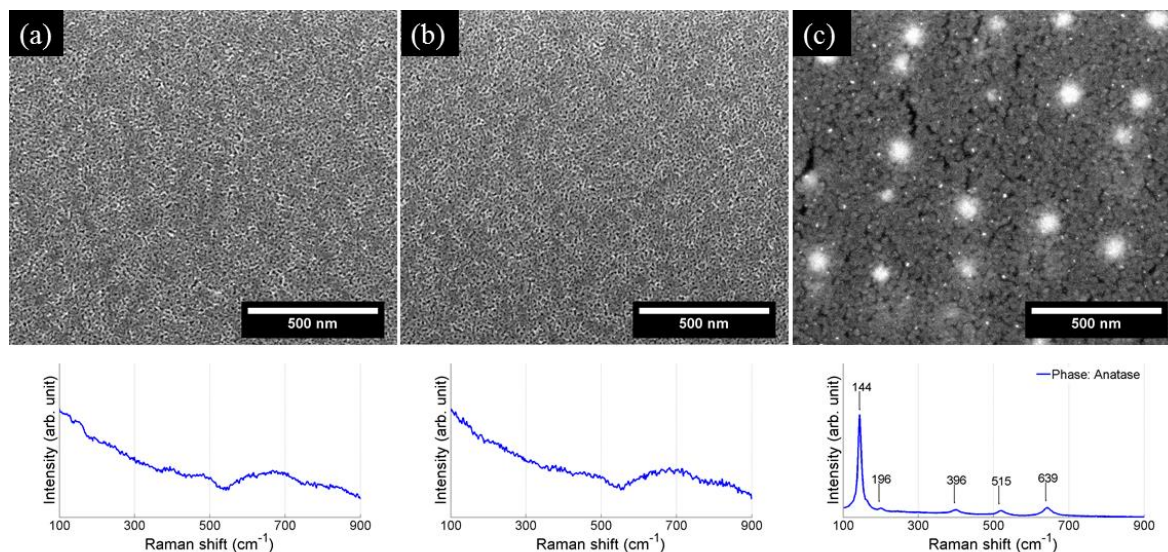 (a)
(b)
(c)
500 nm
500 nm
500 nm
Intensity (arb. unit)
100 300 500 700 900
Raman shift (cm⁻¹)
Intensity (arb. unit)
100 300 500 700 900
Raman shift (cm⁻¹)
Intensity (arb. unit)
Phase: Anatase
144
196
396
515
639
100 300 500 700 900
Raman shift (cm⁻¹)